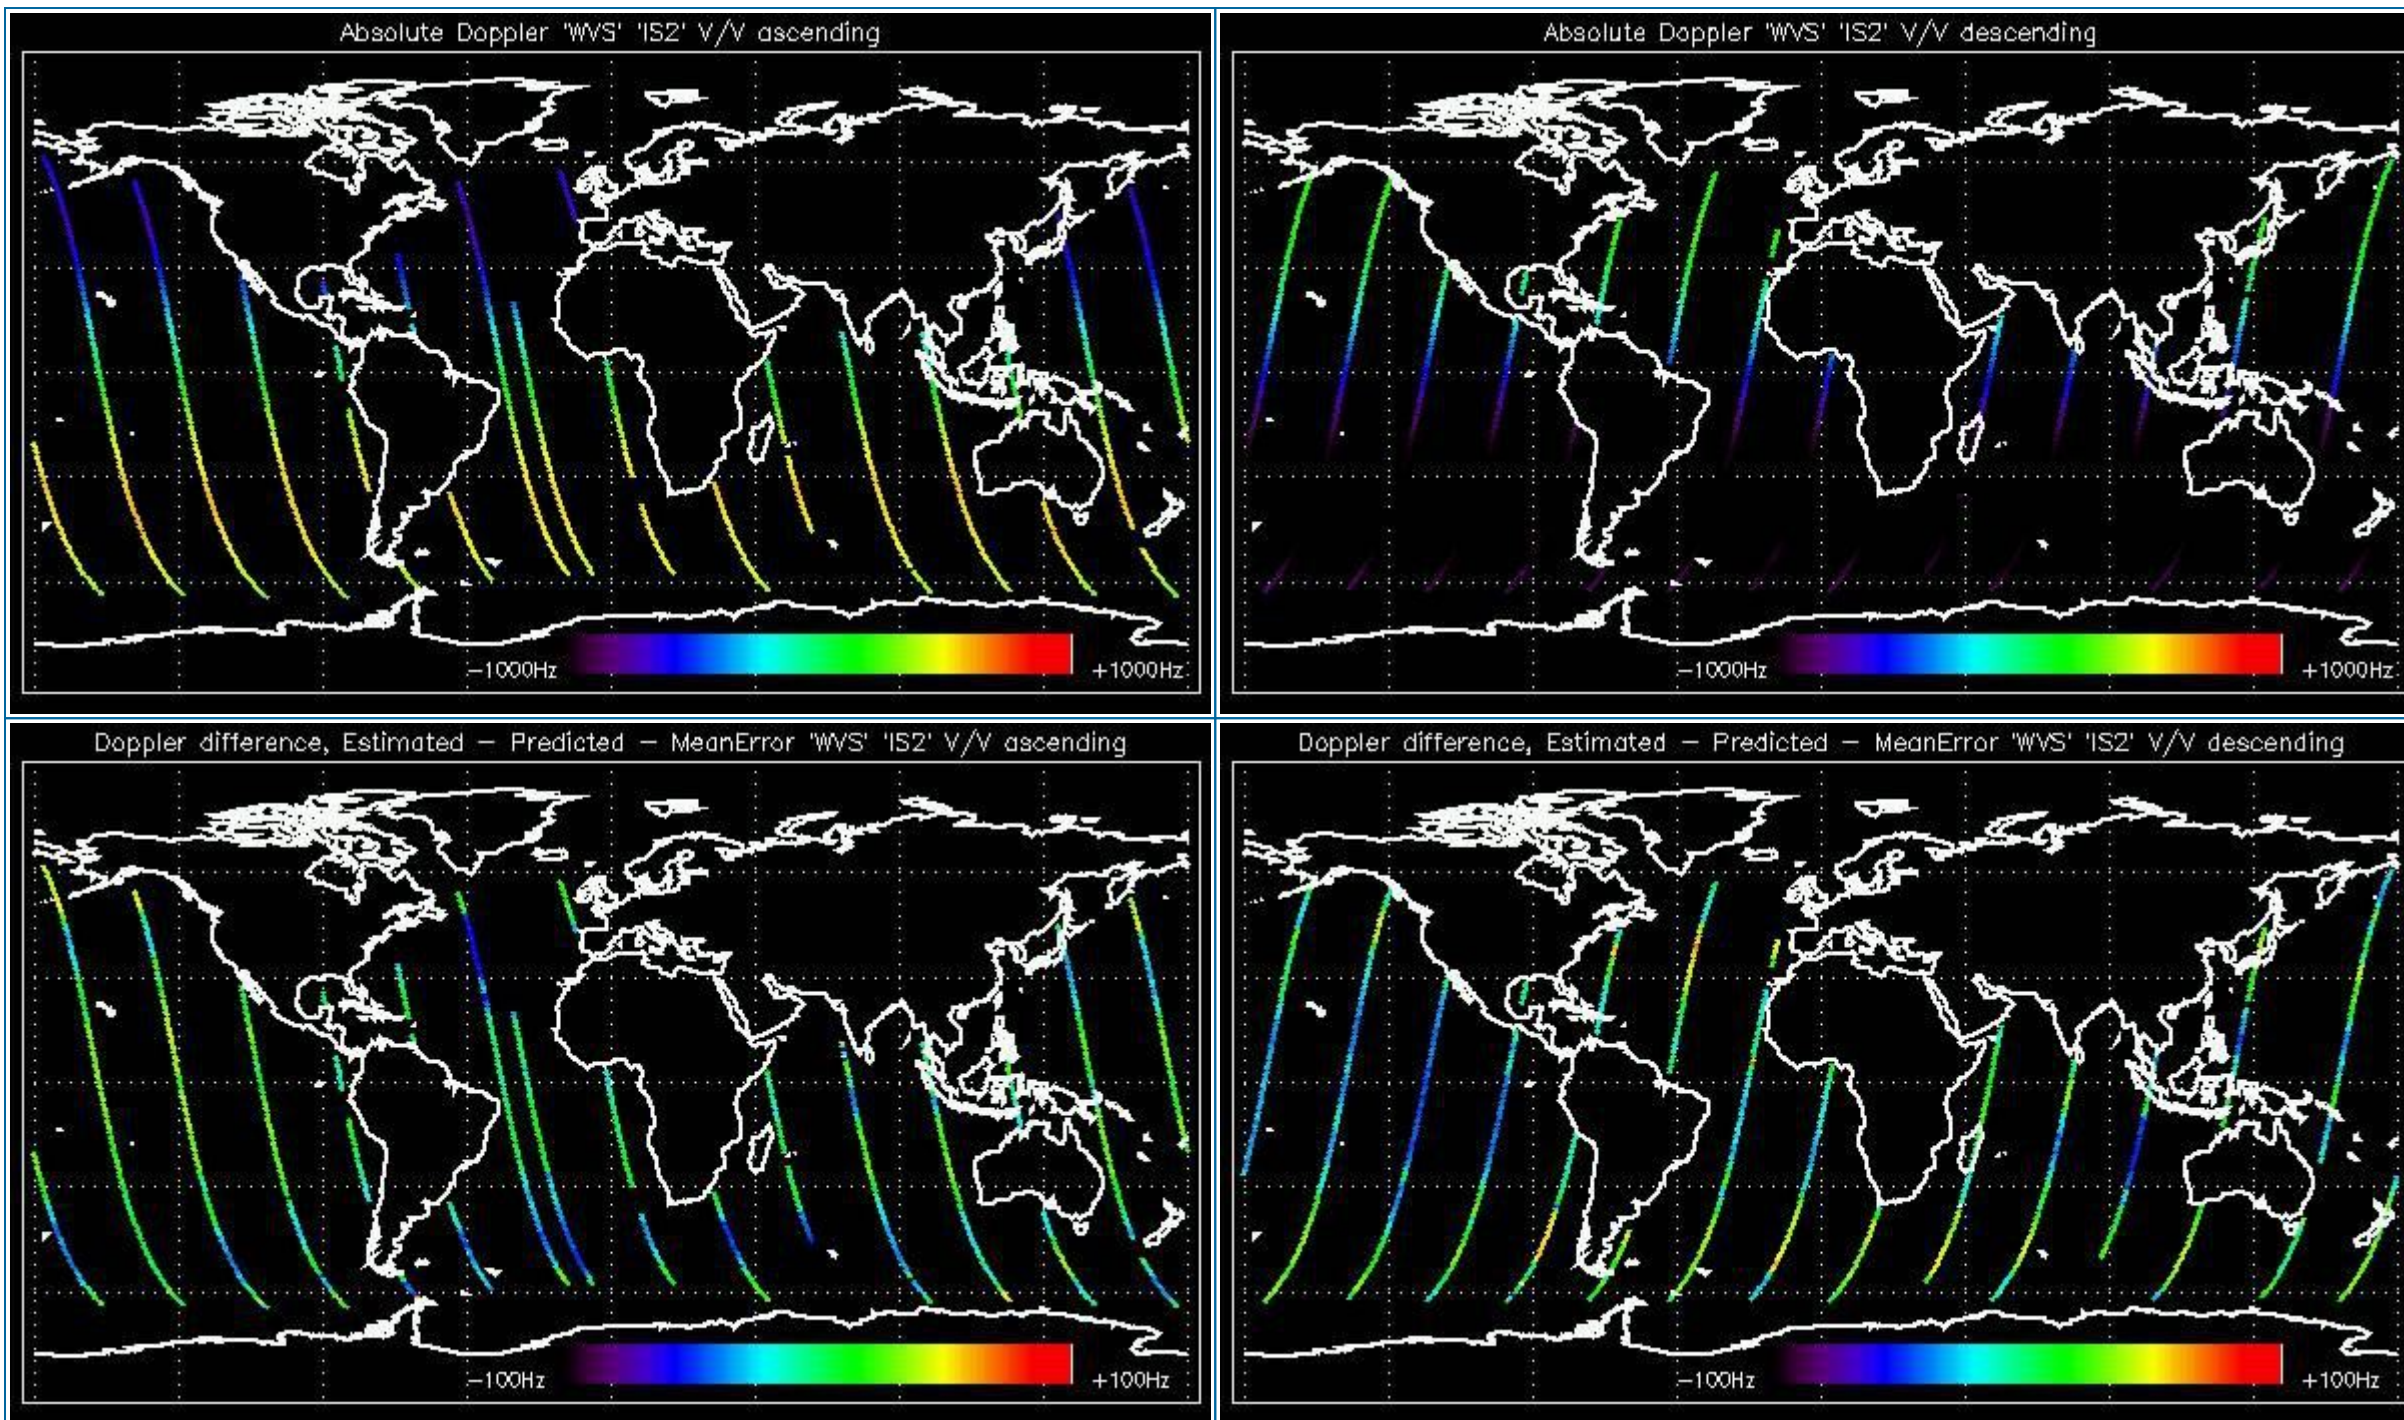 Absolute Doppler 'WVS' 'IS2' V/V ascending
-1000Hz
+1000Hz
Absolute Doppler 'WVS' 'IS2' V/V descending
-1000Hz
+1000Hz
Doppler difference, Estimated - Predicted - MeanError 'WVS' 'IS2' V/V ascending
-100Hz
+100Hz
Doppler difference, Estimated - Predicted - MeanError 'WVS' 'IS2' V/V descending
-100Hz
+100Hz